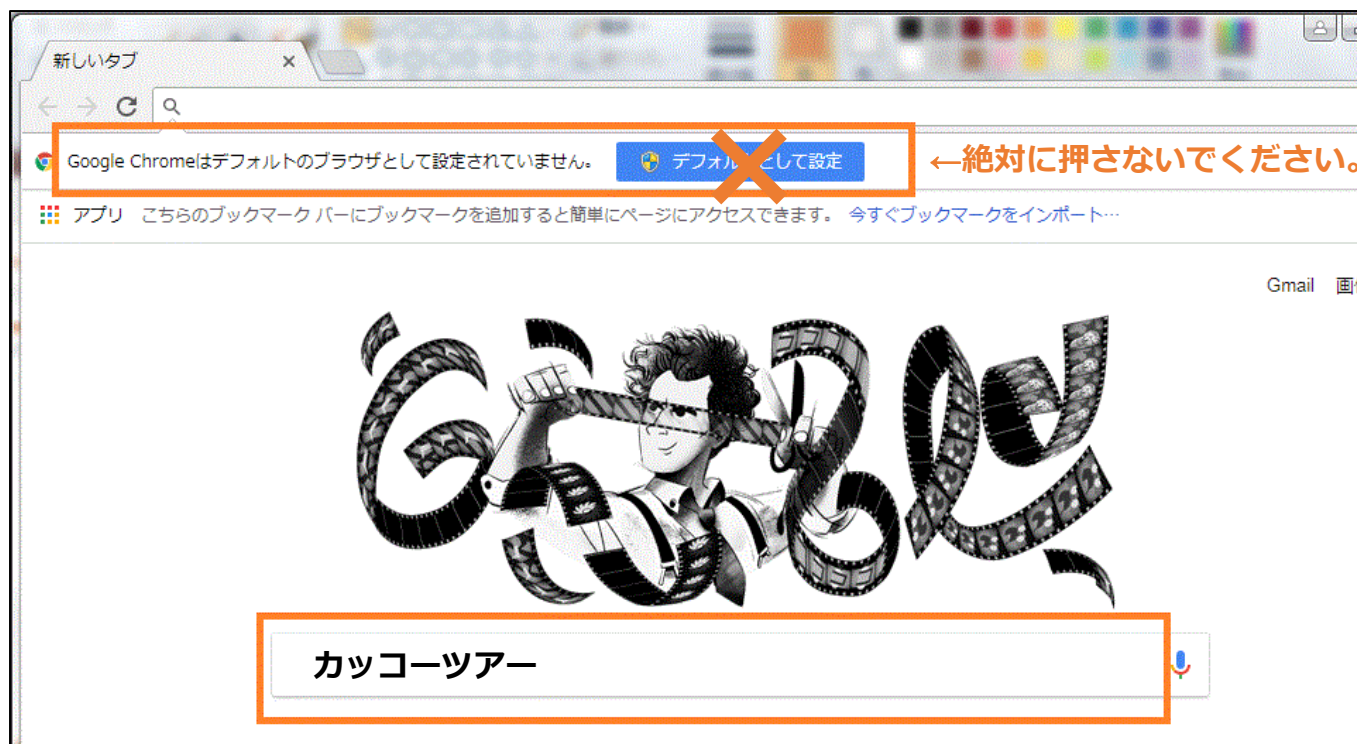 新しいタブ
Google Chromeはデフォルトのブラウザとして設定されていません。
デフォルトとして設定
←絶対に押さないでください。
アプリ こちらのブックマーク バーにブックマークを追加すると簡単にページにアクセスできます。 今すぐブックマークをインポート…
Gmail
カッコーツアー